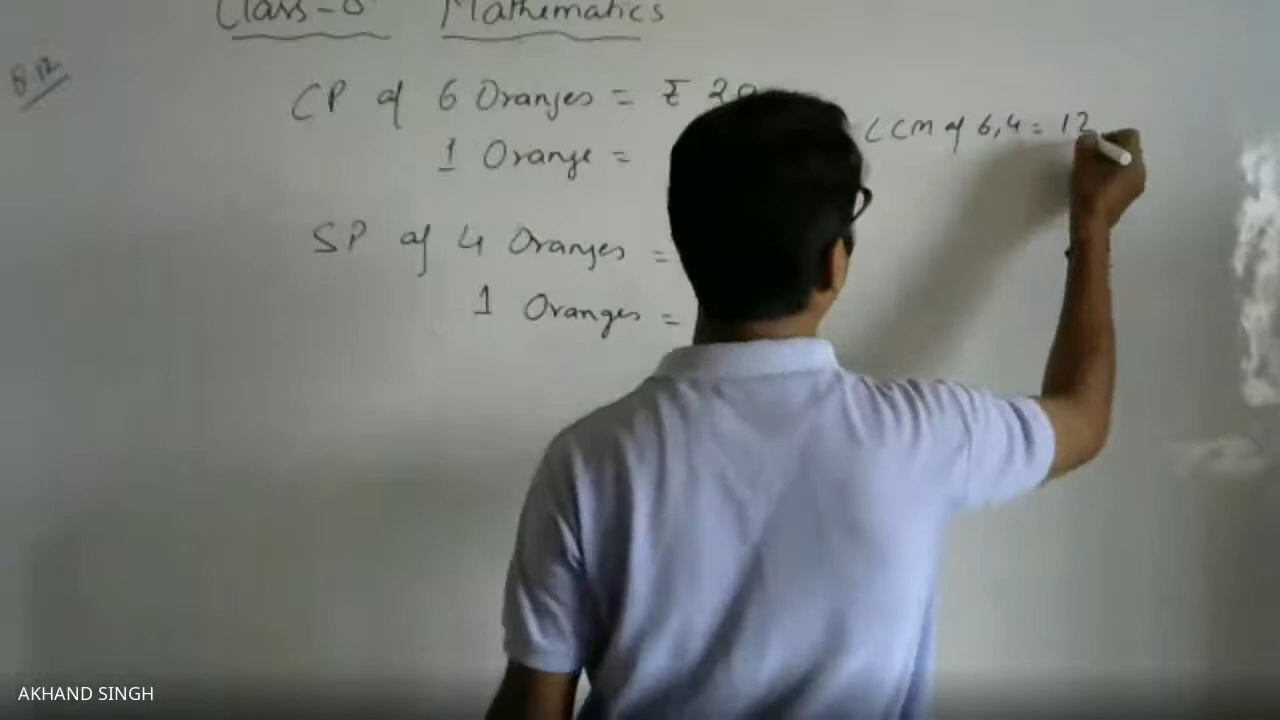 Class-8 Mathematics
8.12
CP of 6 Oranges = ₹
LCM of 6,4 = 12
1 Orange =
SP of 4 Oranges =
1 Oranges =
AKHAND SINGH